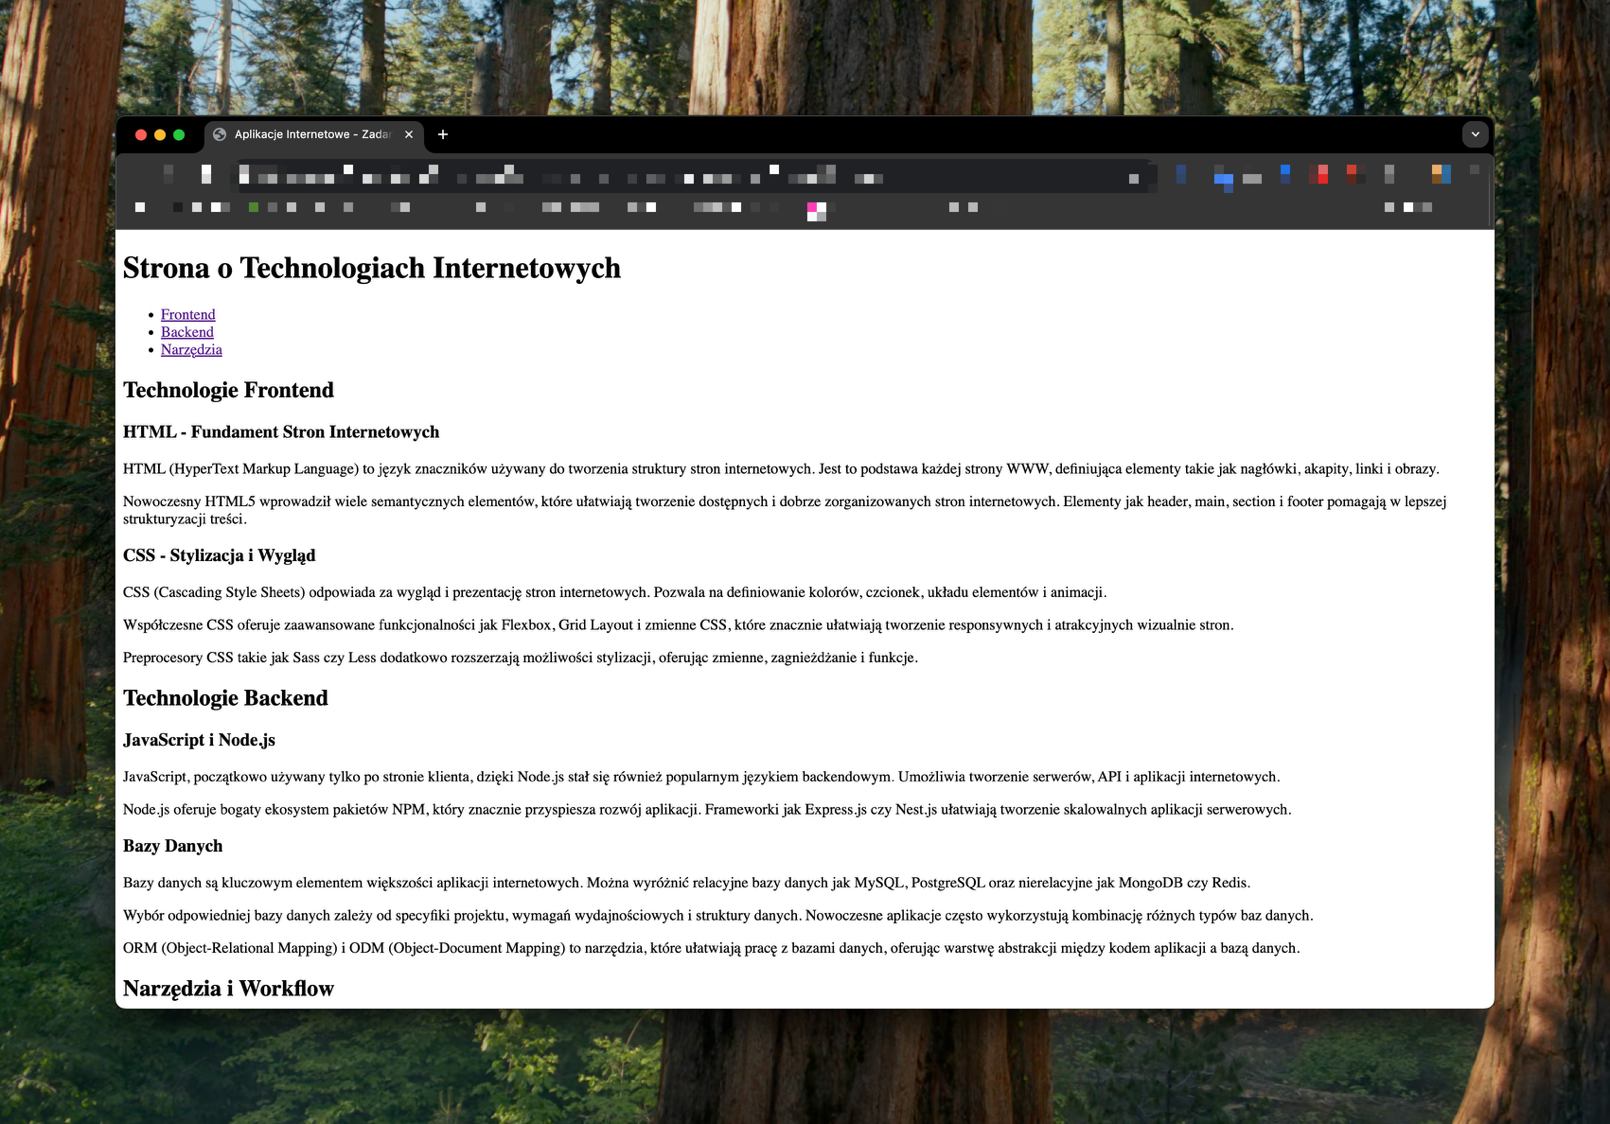 Aplikacje Internetowe - Zada
Strona o Technologiach Internetowych
Frontend
Backend
Narzędzia
Technologie Frontend
HTML - Fundament Stron Internetowych
HTML (HyperText Markup Language) to język znaczników używany do tworzenia struktury stron internetowych. Jest to podstawa każdej strony WWW, definiująca elementy takie jak nagłówki, akapity, linki i obrazy.
Nowoczesny HTML5 wprowadził wiele semantycznych elementów, które ułatwiają tworzenie dostępnych i dobrze zorganizowanych stron internetowych. Elementy jak header, main, section i footer pomagają w lepszej
strukturyzacji treści.
CSS - Stylizacja i Wygląd
CSS (Cascading Style Sheets) odpowiada za wygląd i prezentację stron internetowych. Pozwala na definiowanie kolorów, czcionek, układu elementów i animacji.
Współczesne CSS oferuje zaawansowane funkcjonalności jak Flexbox, Grid Layout i zmienne CSS, które znacznie ułatwiają tworzenie responsywnych i atrakcyjnych wizualnie stron.
Preprocesory CSS takie jak Sass czy Less dodatkowo rozszerzają możliwości stylizacji, oferując zmienne, zagnieżdżanie i funkcje.
Technologie Backend
JavaScript i Node.js
JavaScript, początkowo używany tylko po stronie klienta, dzięki Node.js stał się również popularnym językiem backendowym. Umożliwia tworzenie serwerów, API i aplikacji internetowych.
Node.js oferuje bogaty ekosystem pakietów NPM, który znacznie przyspiesza rozwój aplikacji. Frameworki jak Express.js czy Nest.js ułatwiają tworzenie skalowalnych aplikacji serwerowych.
Bazy Danych
Bazy danych są kluczowym elementem większości aplikacji internetowych. Można wyróżnić relacyjne bazy danych jak MySQL, PostgreSQL oraz nierelacyjne jak MongoDB czy Redis.
Wybór odpowiedniej bazy danych zależy od specyfiki projektu, wymagań wydajnościowych i struktury danych. Nowoczesne aplikacje często wykorzystują kombinację różnych typów baz danych.
ORM (Object-Relational Mapping) i ODM (Object-Document Mapping) to narzędzia, które ułatwiają pracę z bazami danych, oferując warstwę abstrakcji między kodem aplikacji a bazą danych.
Narzędzia i Workflow